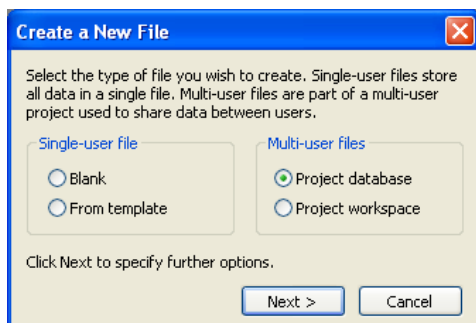 Create a New File
Select the type of file you wish to create. Single-user files store
all data in a single file. Multi-user files are part of a multi-user
project used to share data between users.
Single-user file
Blank
From template
Multi-user files
Project database
Project workspace
Click Next to specify further options.
Next >
Cancel